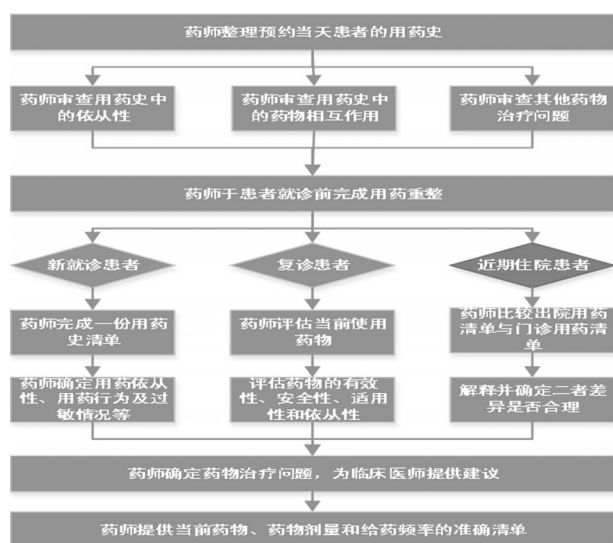 药师整理预约当天患者的用药史
药师审查用药史中
的依从性
药师审查用药史中
的药物相互作用
药师审查其他药物
治疗问题
药师于患者就诊前完成用药重整
新就诊患者
复诊患者
近期住院患者
药师完成一份用药
史清单
药师评估当前使用
药物
药师比较出院用药
清单与门诊用药清
单
药师确定用药依从
性、用药行为及过
敏情况等
评估药物的有效
性、安全性、适用
性和依从性
解释并确定二者差
异是否合理
药师确定药物治疗问题，为临床医师提供建议
药师提供当前药物、药物剂量和给药频率的准确清单